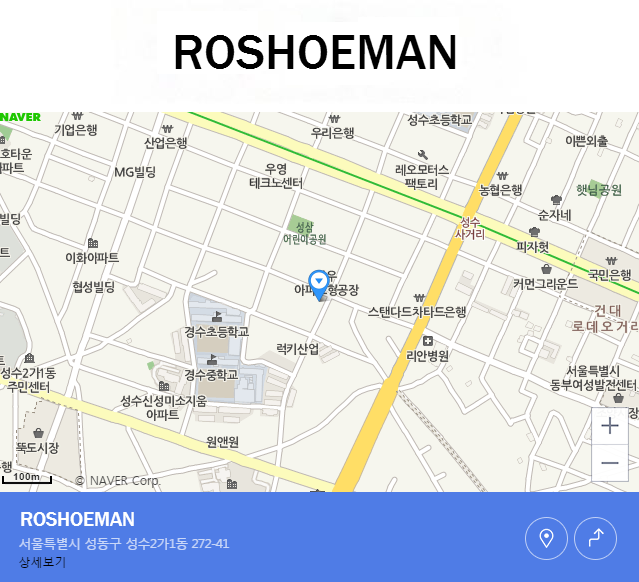 ROSHOEMAN
NAVER
기업은행
산업은행
우리은행
성수초등학교
이쁜외출
호타운
아파트
MG빌딩
우영
테크노센터
레오모터스
팩토리
농협은행
햇님공원
순자네
빌딩
성삼
어린이공원
성수
사거리
피자헛
이화아파트
국민은행
협성빌딩
커먼그라운드
스탠다드차타드은행
건대
로데오거리
경수초등학교
럭키산업
리안병원
성수2가1동
주민센터
경수중학교
서울특별시
동부여성발전센터
성수신성미소지움
아파트
뚝도시장
원앤원
100m
© NAVER Corp.
+
−
ROSHOEMAN
서울특별시 성동구 성수2가1동 272-41
상세보기